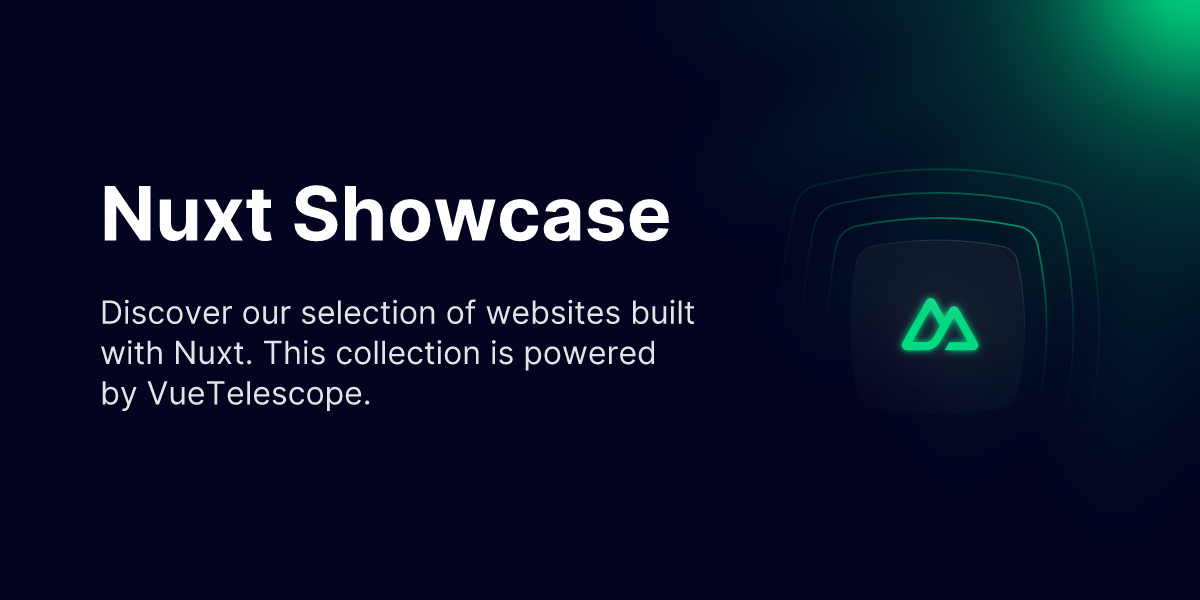 Nuxt Showcase
Discover our selection of websites built
with Nuxt. This collection is powered
by VueTelescope.